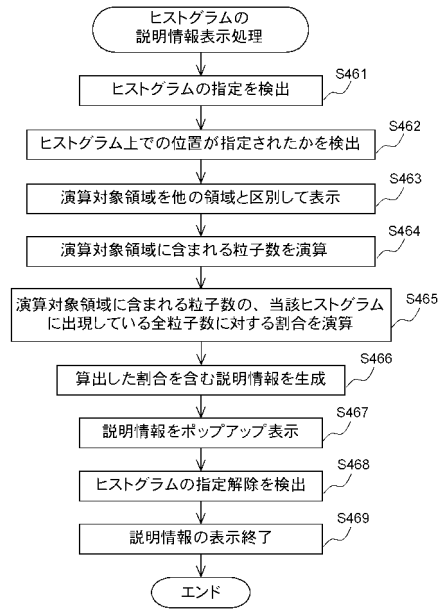 ヒストグラムの
説明情報表示処理
S461
ヒストグラムの指定を検出
S462
ヒストグラム上での位置が指定されたかを検出
S463
演算対象領域を他の領域と区別して表示
S464
演算対象領域に含まれる粒子数を演算
S465
演算対象領域に含まれる粒子数の、当該ヒストグラム
に出現している全粒子数に対する割合を演算
S466
算出した割合を含む説明情報を生成
S467
説明情報をポップアップ表示
S468
ヒストグラムの指定解除を検出
S469
説明情報の表示終了
エンド